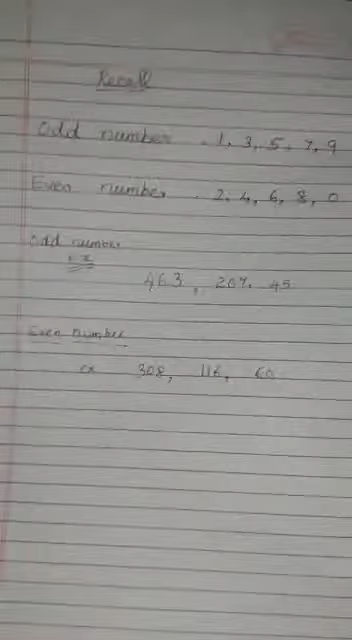 Recall
Odd number . 1, 3, 5, 7, 9
Even number . 2, 4, 6, 8, 0
Odd number
ex
463, 207, 45
Even number
ex 308, 116, 60